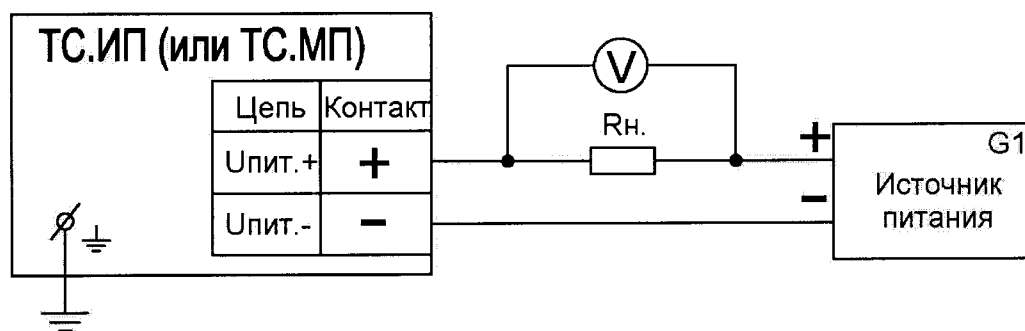 ТС.ИП (или ТС.МП)
Цепь Контакт
Uпит.+ +
Uпит.- −
V
Rн.
+
−
G1
Источник
питания